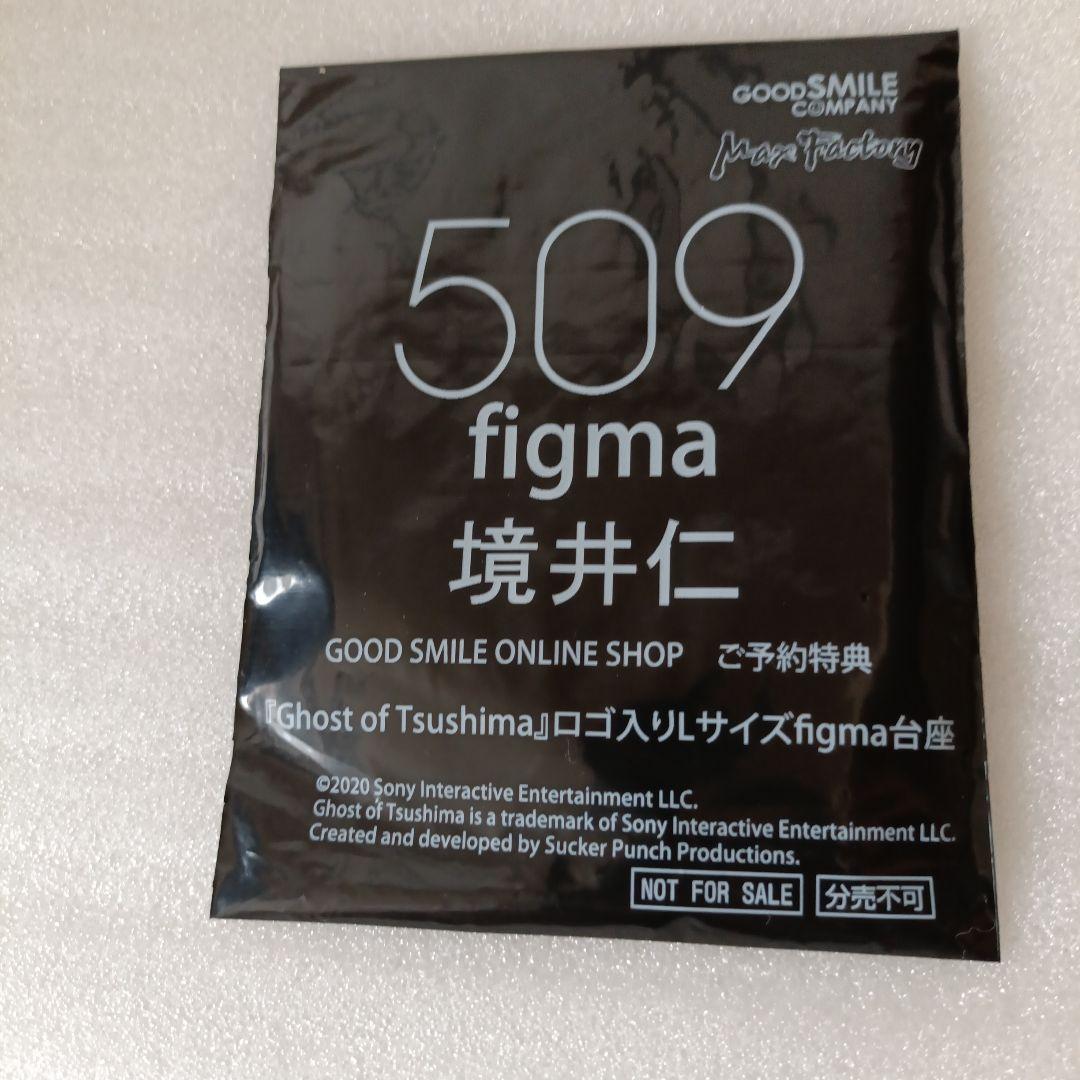 GOODSMILE
COMPANY
Max Factory
509
figma
境井仁
GOOD SMILE ONLINE SHOP ご予約特典
『Ghost of Tsushima』ロゴ入りLサイズfigma台座
©2020 Sony Interactive Entertainment LLC.
Ghost of Tsushima is a trademark of Sony Interactive Entertainment LLC.
Created and developed by Sucker Punch Productions.
NOT FOR SALE 分売不可